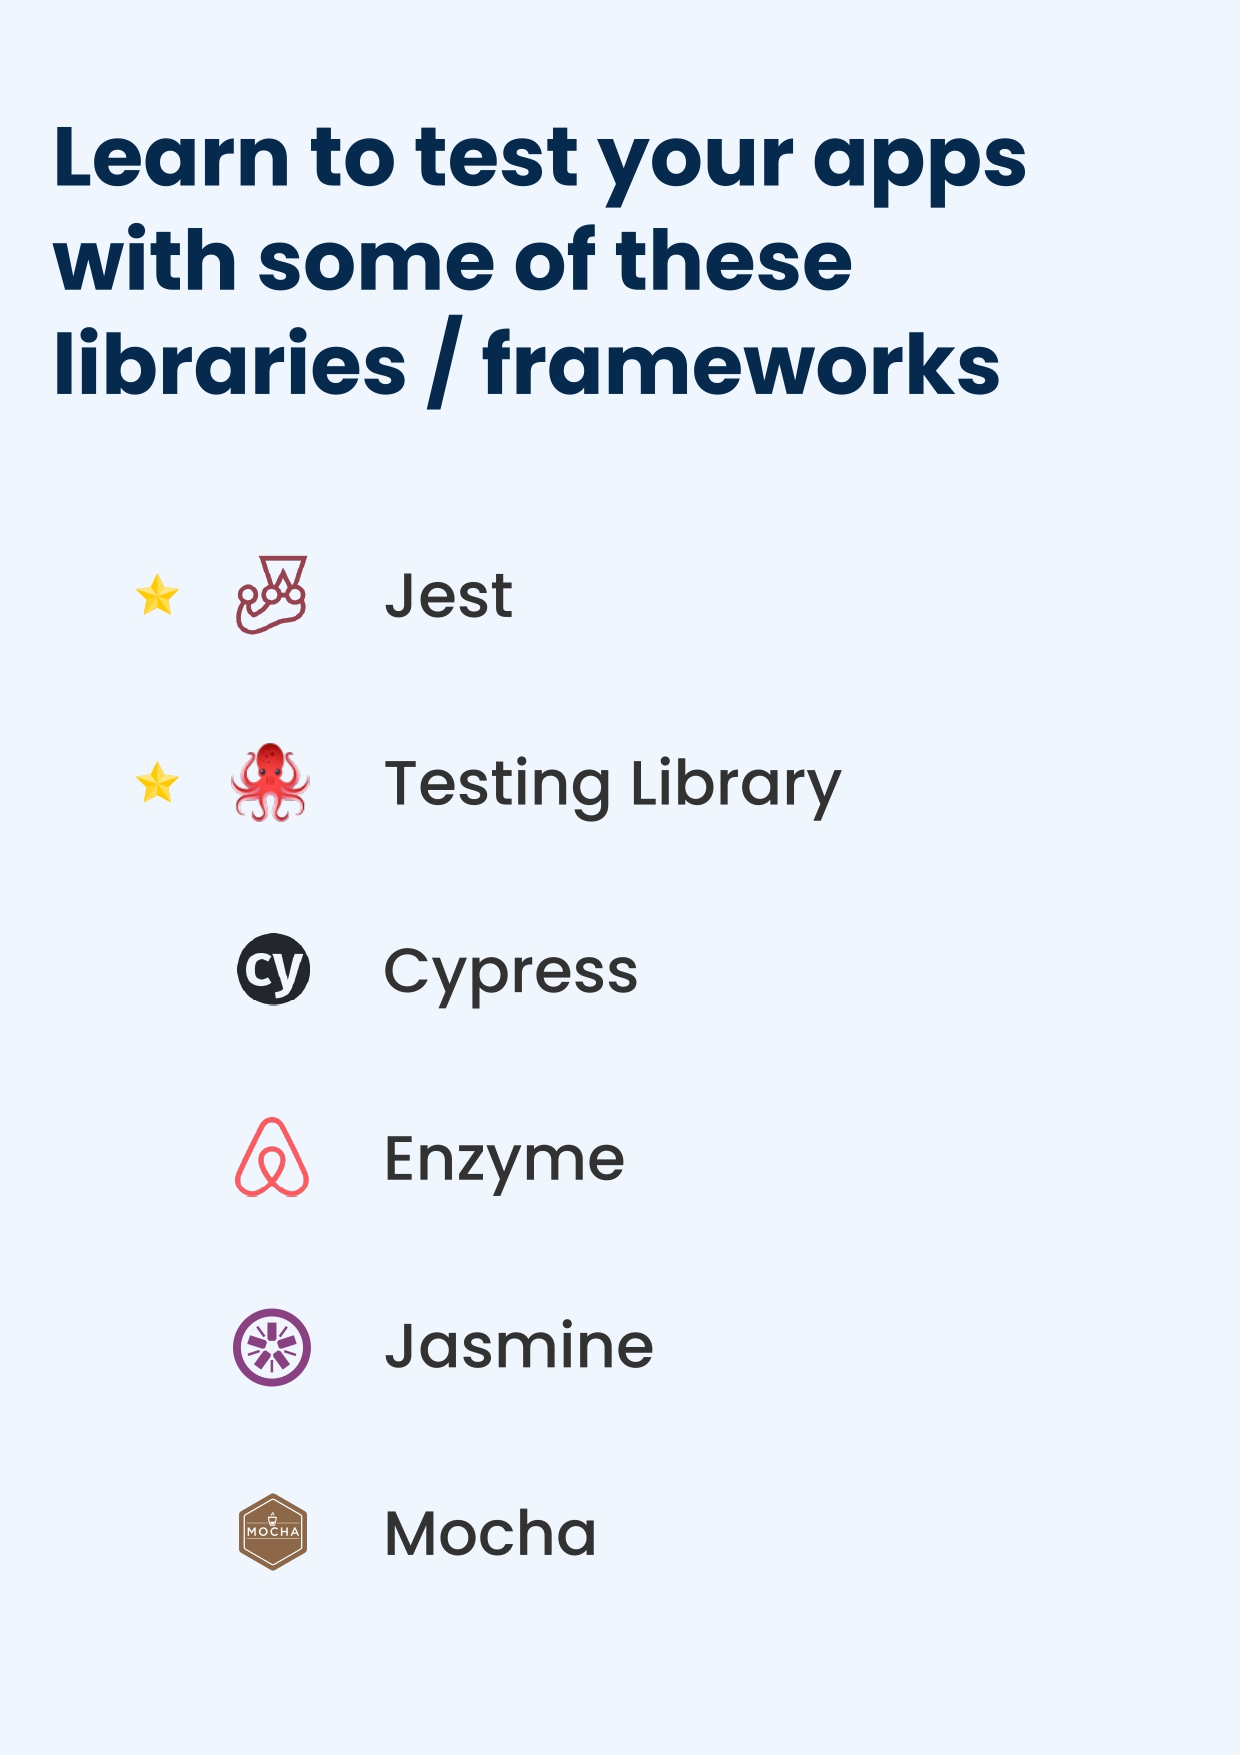 Learn to test your apps
with some of these
libraries / frameworks
Jest
Testing Library
cy
Cypress
Enzyme
Jasmine
MOCHA
Mocha